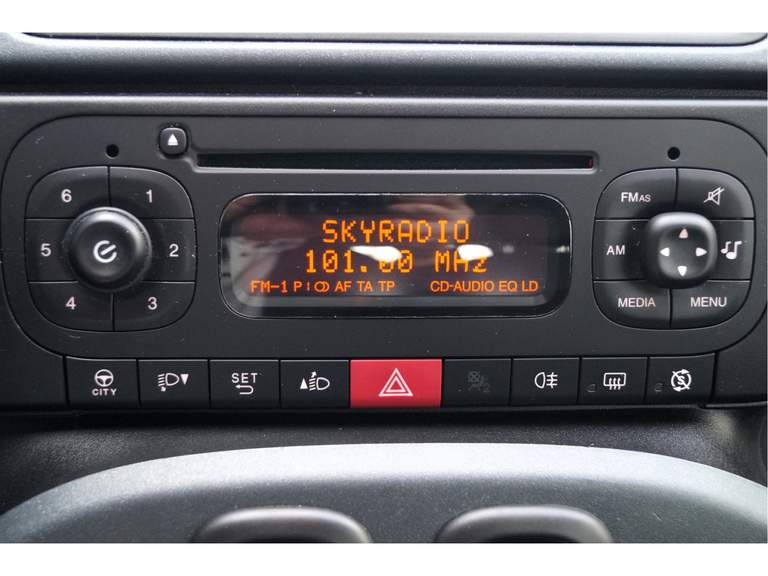 6
1
5
2
4
3
SKYRADIO
101.60 MHz
FM-1 P AF TA TP CD-AUDIO EQ LD
FMAS
AM
MEDIA
MENU
CITY
SET